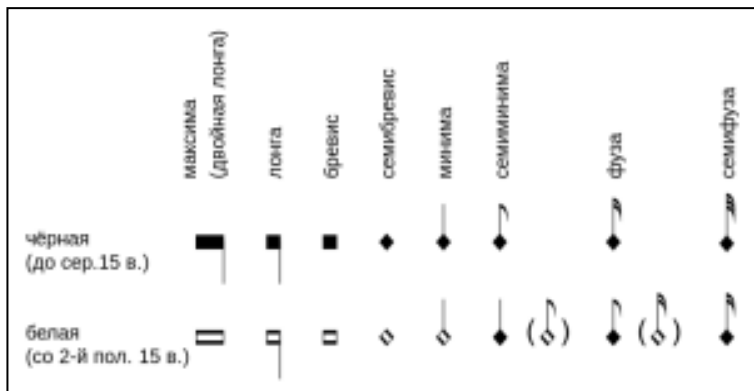 максима
(двойная лонга)
лонга
бревис
семибревис
минима
семиминима
фуза
семифуза
чёрная
(до сер.15 в.)
белая
(со 2-й пол. 15 в.)